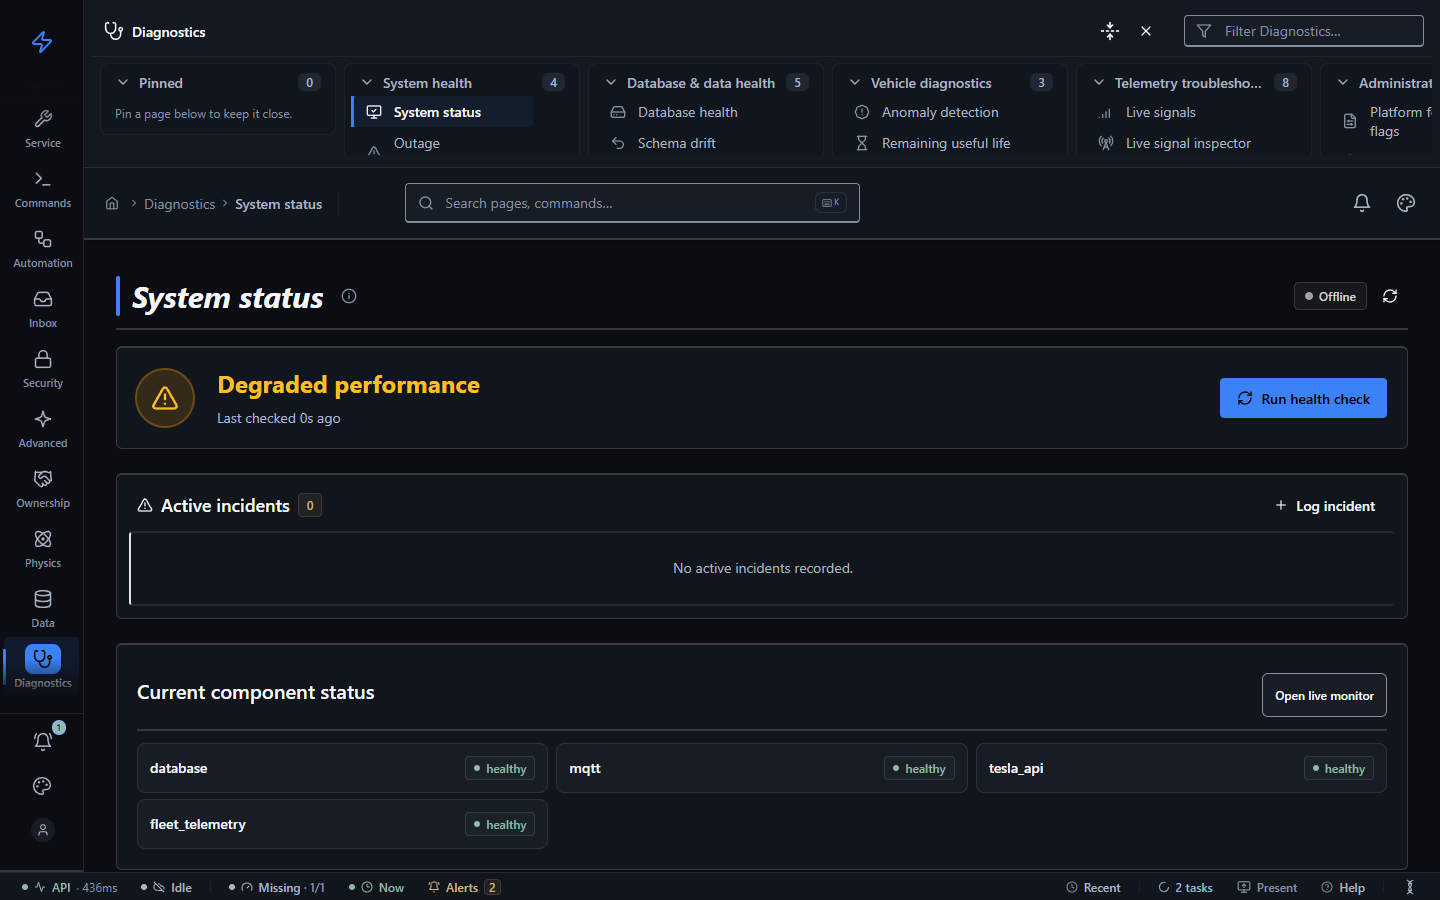 Diagnostics
Filter Diagnostics...
Pinned
0
Pin a page below to keep it close.
System health
4
System status
Outage
Database & data health
5
Database health
Schema drift
Vehicle diagnostics
3
Anomaly detection
Remaining useful life
Telemetry troublesho...
8
Live signals
Live signal inspector
Administrat
Platform f
flags
Service
Commands
Automation
Inbox
Security
Advanced
Ownership
Physics
Data
Diagnostics
1
Diagnostics
System status
Search pages, commands...
K
System status
Offline
Degraded performance
Last checked 0s ago
Run health check
Active incidents
0
Log incident
No active incidents recorded.
Current component status
Open live monitor
database
healthy
mqtt
healthy
tesla_api
healthy
fleet_telemetry
healthy
API · 436ms
Idle
Missing · 1/1
Now
Alerts 2
Recent
2 tasks
Present
Help